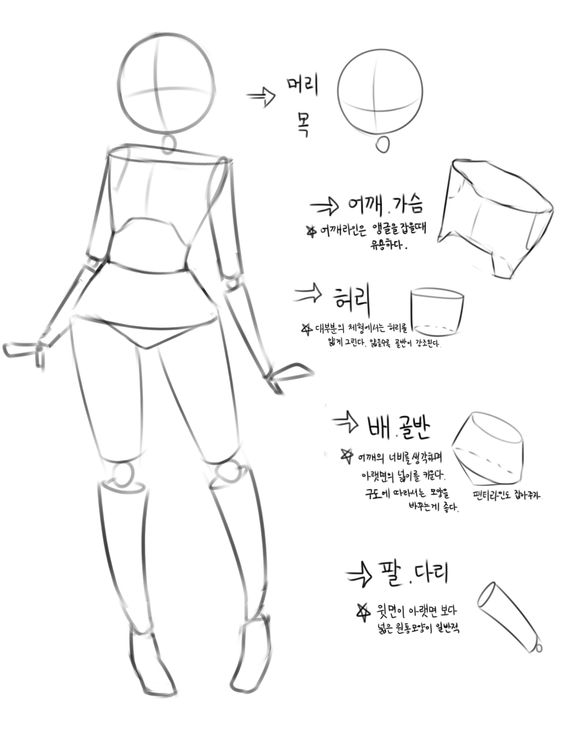 머리
목
어깨.가슴
어깨라인은 앵글을 잡을때
유용하다.
허리
대부분의 체형에서는 허리를
얇게 그린다. 얇을수록 골반이 강조된다
배.골반
어깨의 너비를 생각하며
아랫면의 넓이를 키운다.
구도에 따라서는 모양을
바꾸는게 좋다.
팬티라인도 잡아주자
팔.다리
윗면이 아랫면 보다
넓은 원통모양이 일반적